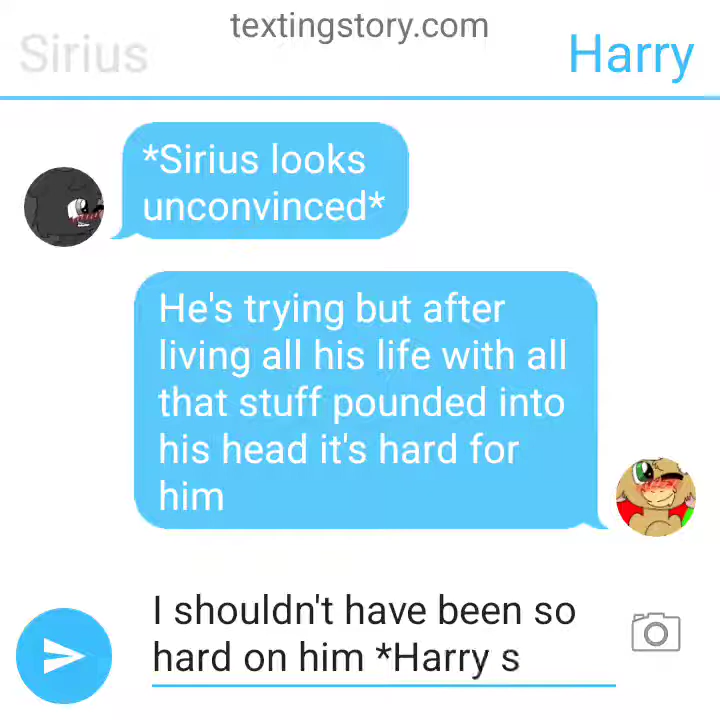 textingstory.com
Sirius
Harry
*Sirius looks
unconvinced*
He's trying but after
living all his life with all
that stuff pounded into
his head it's hard for
him
I shouldn't have been so
hard on him *Harry s